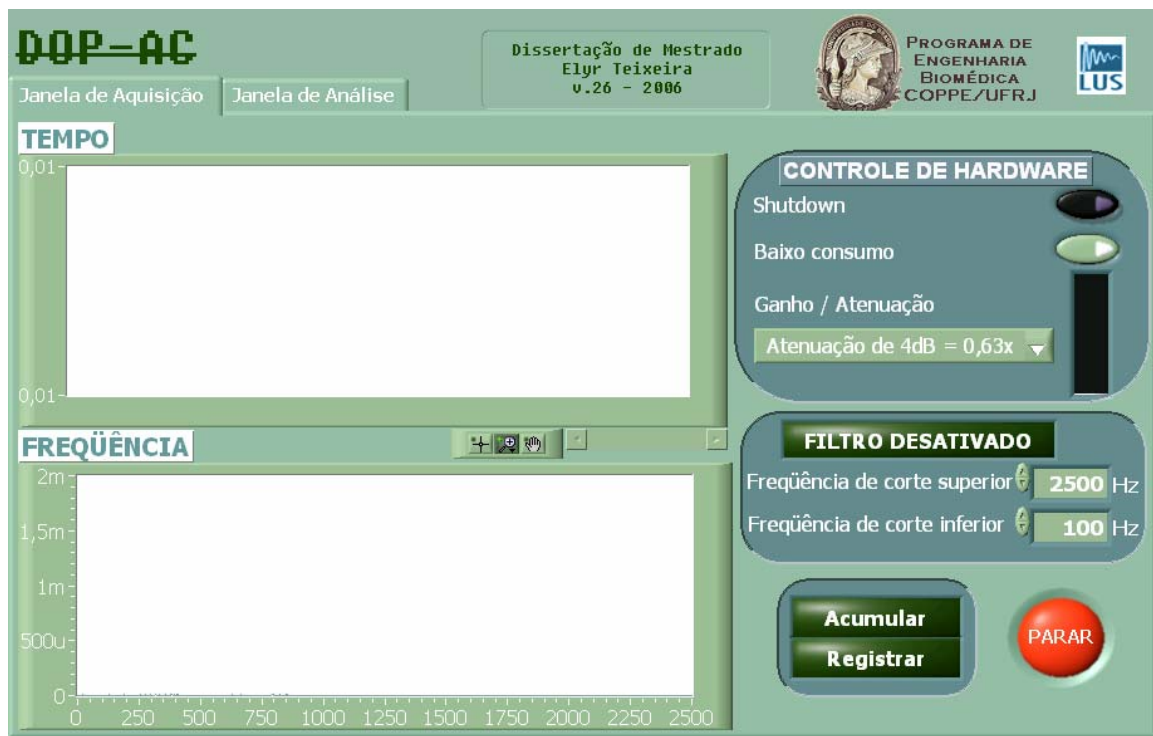 DOP-AC
Dissertação de Mestrado
Elyr Teixeira
v.26 - 2006
PROGRAMA DE
ENGENHARIA
BIOMÉDICA
COPPE/UFRJ
LUS
Janela de Aquisição
Janela de Análise
TEMPO
0,01
0,01
CONTROLE DE HARDWARE
Shutdown
Baixo consumo
Ganho / Atenuação
Atenuação de 4dB = 0,63x
FREQÜÊNCIA
2m
1,5m
1m
500u
0
0 250 500 750 1000 1250 1500 1750 2000 2250 2500
FILTRO DESATIVADO
Freqüência de corte superior 2500 Hz
Freqüência de corte inferior 100 Hz
Acumular
Registrar
PARAR